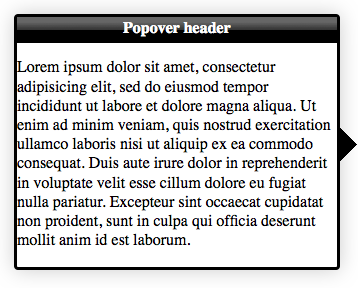 Popover header
Lorem ipsum dolor sit amet, consectetur
adipisicing elit, sed do eiusmod tempor
incididunt ut labore et dolore magna aliqua. Ut
enim ad minim veniam, quis nostrud exercitation
ullamco laboris nisi ut aliquip ex ea commodo
consequat. Duis aute irure dolor in reprehenderit
in voluptate velit esse cillum dolore eu fugiat
nulla pariatur. Excepteur sint occaecat cupidatat
non proident, sunt in culpa qui officia deserunt
mollit anim id est laborum.